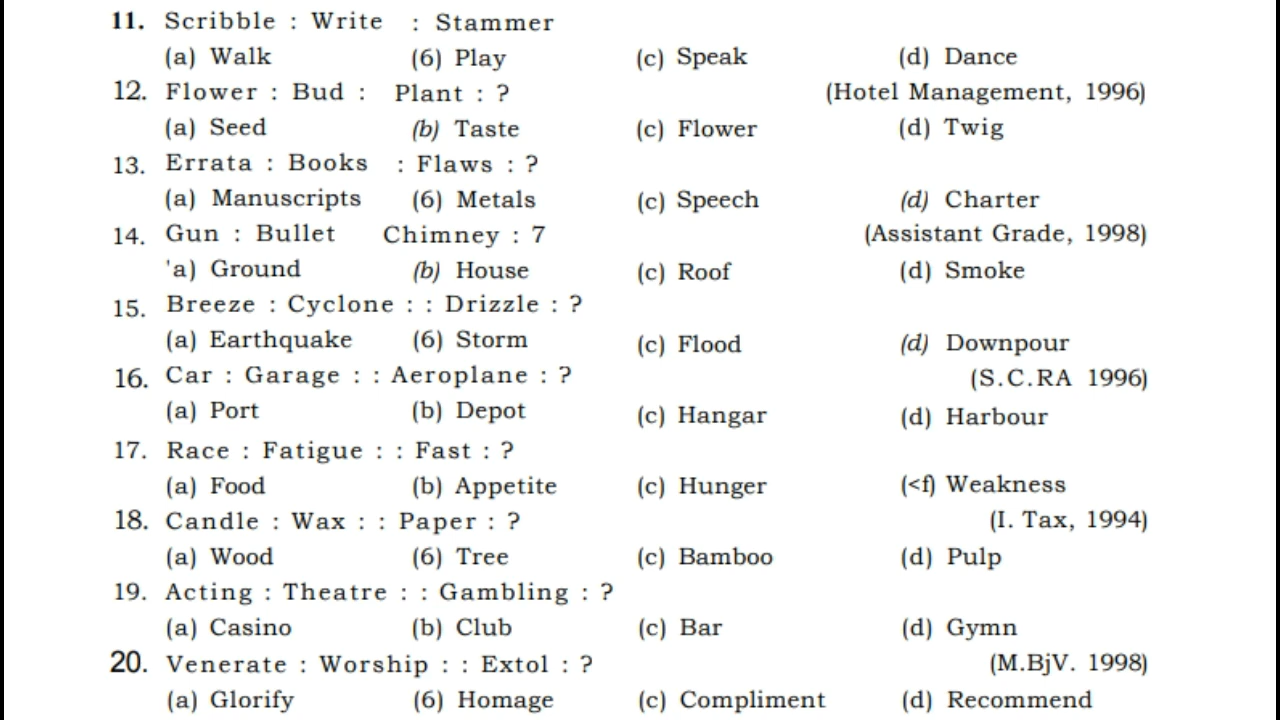 11. Scribble : Write : Stammer
(a) Walk (6) Play (c) Speak (d) Dance
12. Flower : Bud : Plant : ? (Hotel Management, 1996)
(a) Seed (b) Taste (c) Flower (d) Twig
13. Errata : Books : Flaws : ?
(a) Manuscripts (6) Metals (c) Speech (d) Charter
14. Gun : Bullet Chimney : 7 (Assistant Grade, 1998)
'a) Ground (b) House (c) Roof (d) Smoke
15. Breeze : Cyclone : : Drizzle : ?
(a) Earthquake (6) Storm (c) Flood (d) Downpour
16. Car : Garage : : Aeroplane : ? (S.C.RA 1996)
(a) Port (b) Depot (c) Hangar (d) Harbour
17. Race : Fatigue : : Fast : ?
(a) Food (b) Appetite (c) Hunger (<f) Weakness
18. Candle : Wax : : Paper : ? (I. Tax, 1994)
(a) Wood (6) Tree (c) Bamboo (d) Pulp
19. Acting : Theatre : : Gambling : ?
(a) Casino (b) Club (c) Bar (d) Gymn
20. Venerate : Worship : : Extol : ? (M.BjV. 1998)
(a) Glorify (6) Homage (c) Compliment (d) Recommend